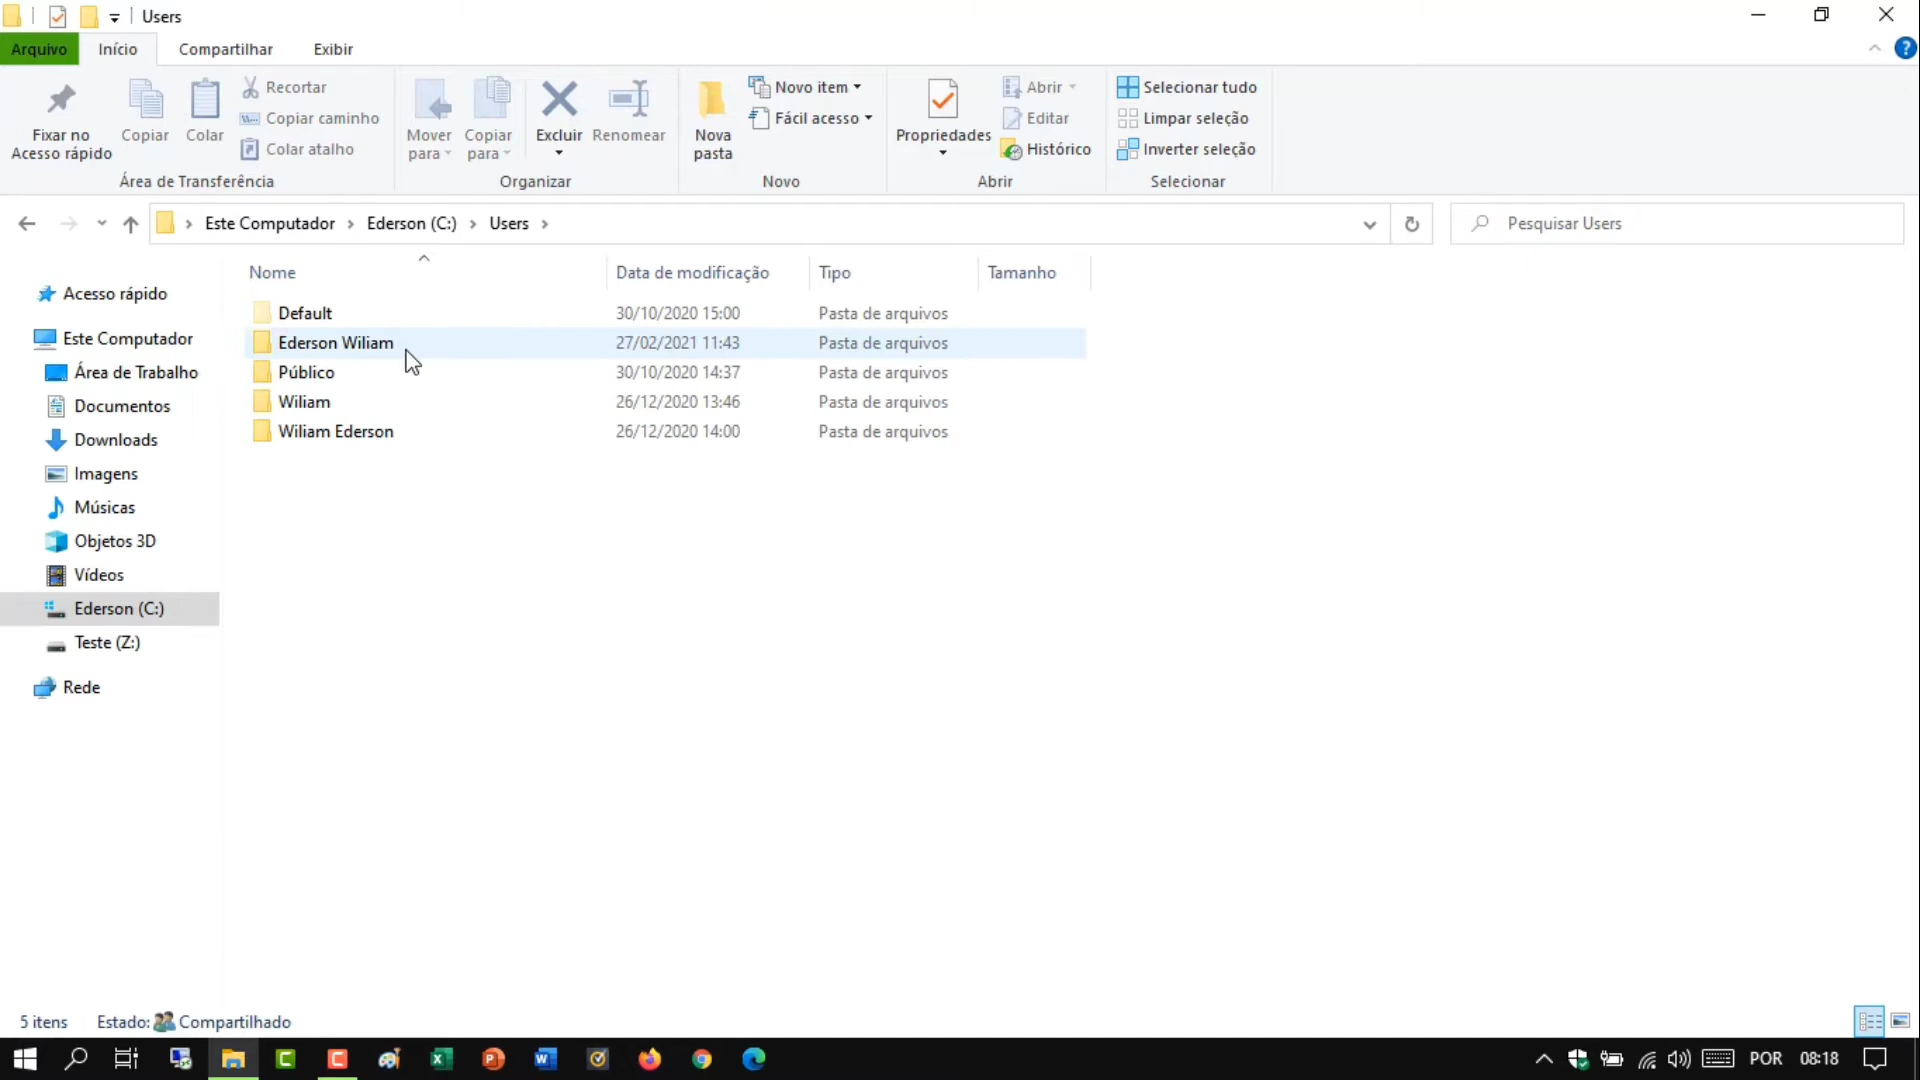 Users
Arquivo Início Compartilhar Exibir
Fixar no Acesso rápido
Copiar
Colar
Recortar
Copiar caminho
Colar atalho
Área de Transferência
Mover para
Copiar para
Excluir
Renomear
Organizar
Nova pasta
Novo item
Fácil acesso
Novo
Propriedades
Abrir
Editar
Histórico
Abrir
Selecionar tudo
Limpar seleção
Inverter seleção
Selecionar
Este Computador > Ederson (C:) > Users >
Pesquisar Users
Acesso rápido
Este Computador
Área de Trabalho
Documentos
Downloads
Imagens
Músicas
Objetos 3D
Vídeos
Ederson (C:)
Teste (Z:)
Rede
Nome Data de modificação Tipo Tamanho
Default 30/10/2020 15:00 Pasta de arquivos
Ederson Wiliam 27/02/2021 11:43 Pasta de arquivos
Público 30/10/2020 14:37 Pasta de arquivos
Wiliam 26/12/2020 13:46 Pasta de arquivos
Wiliam Ederson 26/12/2020 14:00 Pasta de arquivos
5 itens Estado: Compartilhado
POR 08:18